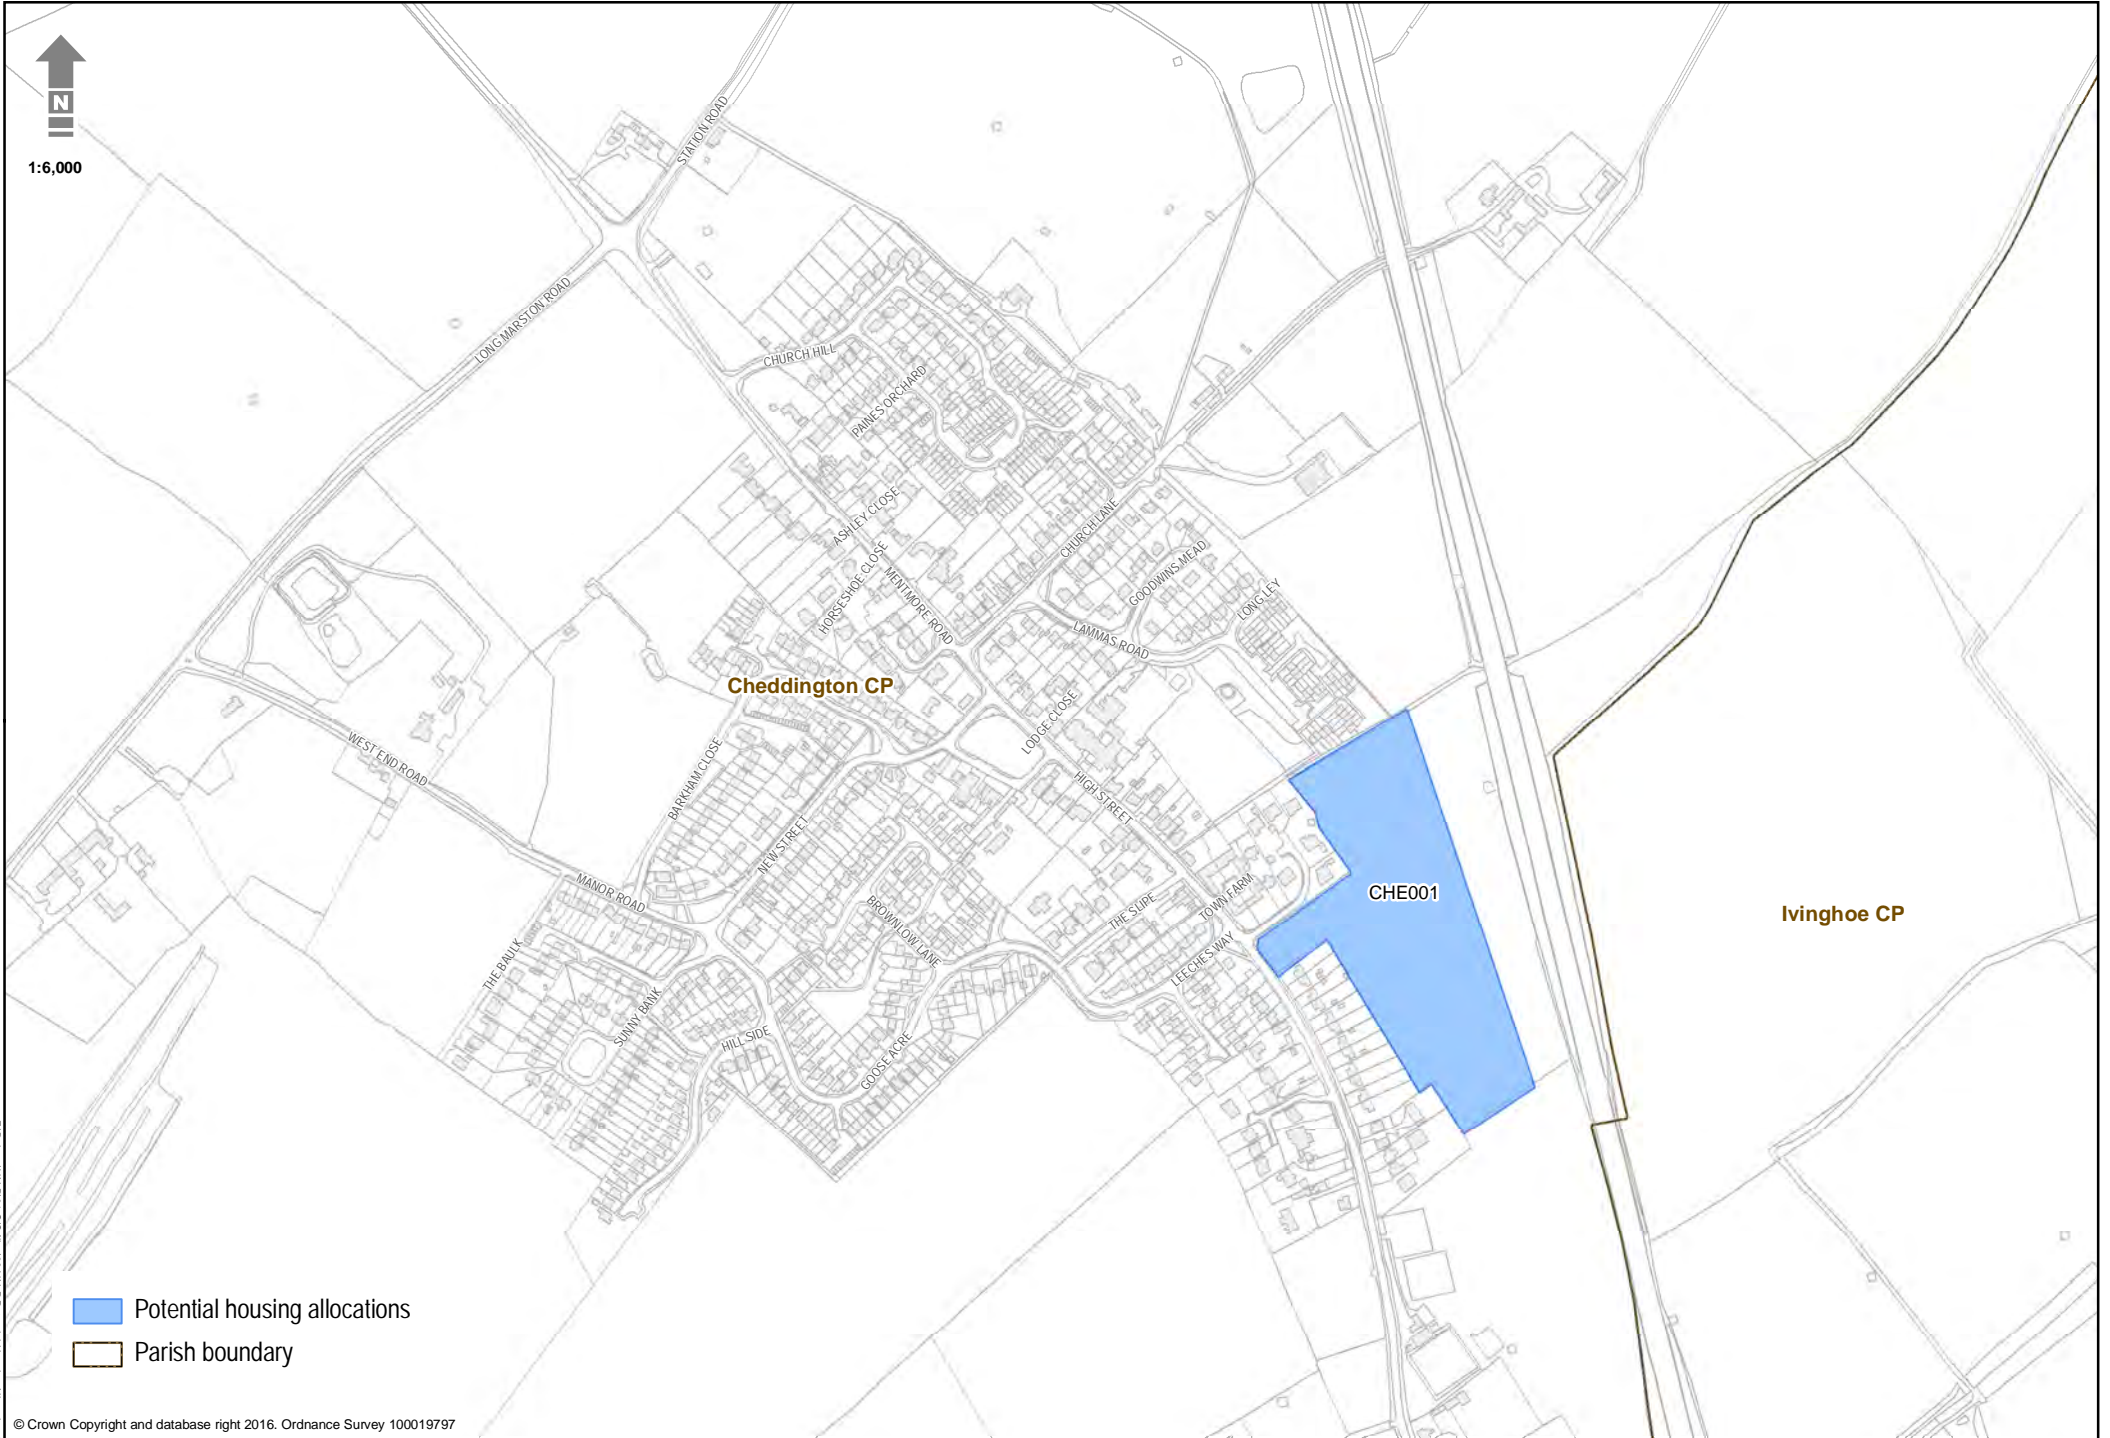 N
1:6,000
STATION ROAD
LONG MARSTON ROAD
CHURCH HILL
PAINES ORCHARD
ASHLEY CLOSE
HORSESHOE CLOSE
MENTMORE ROAD
CHURCH LANE
GOODWINS MEAD
LONG LEY
LAMMAS ROAD
Cheddington CP
LODGE CLOSE
WEST END ROAD
BARKHAM CLOSE
HIGH STREET
NEW STREET
MANOR ROAD
BROWNLOW LANE
THE SLIPE
TOWN FARM
CHE001
Ivinghoe CP
LEECHES WAY
THE BAULK
SUNNY BANK
HILLSIDE
GOOSE ACRE
Potential housing allocations
Parish boundary
© Crown Copyright and database right 2016. Ordnance Survey 100019797